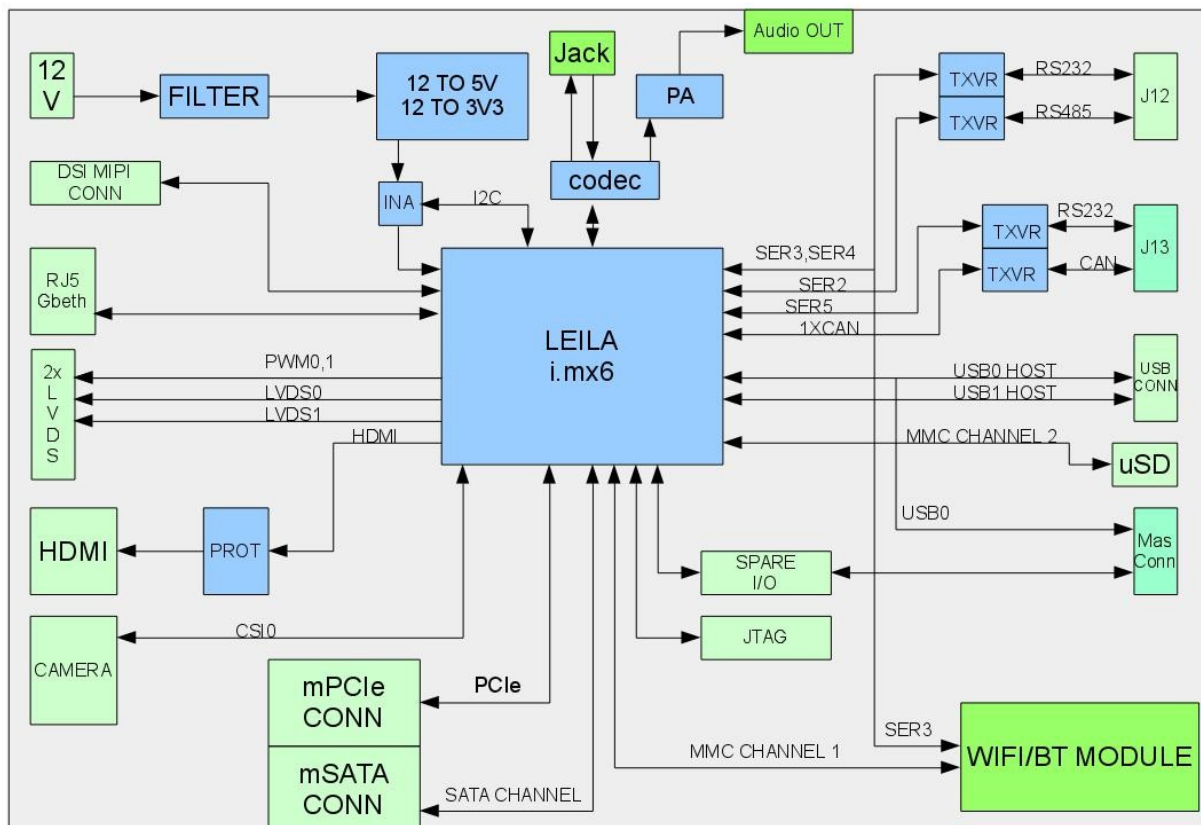 12
V
FILTER
12 TO 5V
12 TO 3V3
Jack
Audio OUT
PA
codec
INA
I2C
TXVR
RS232
TXVR
RS485
J12
DSI MIPI
CONN
TXVR
RS232
TXVR
CAN
J13
RJ5
Gbeth
LEILA
i.mx6
SER3,SER4
SER2
SER5
1XCAN
2x
L
V
D
S
PWM0,1
LVDS0
LVDS1
HDMI
USB0 HOST
USB1 HOST
USB
CONN
MMC CHANNEL 2
uSD
HDMI
PROT
USB0
Mas
Conn
SPARE
I/O
JTAG
CAMERA
CSI0
mPCIe
CONN
PCIe
mSATA
CONN
SATA CHANNEL
MMC CHANNEL 1
SER3
WIFI/BT MODULE